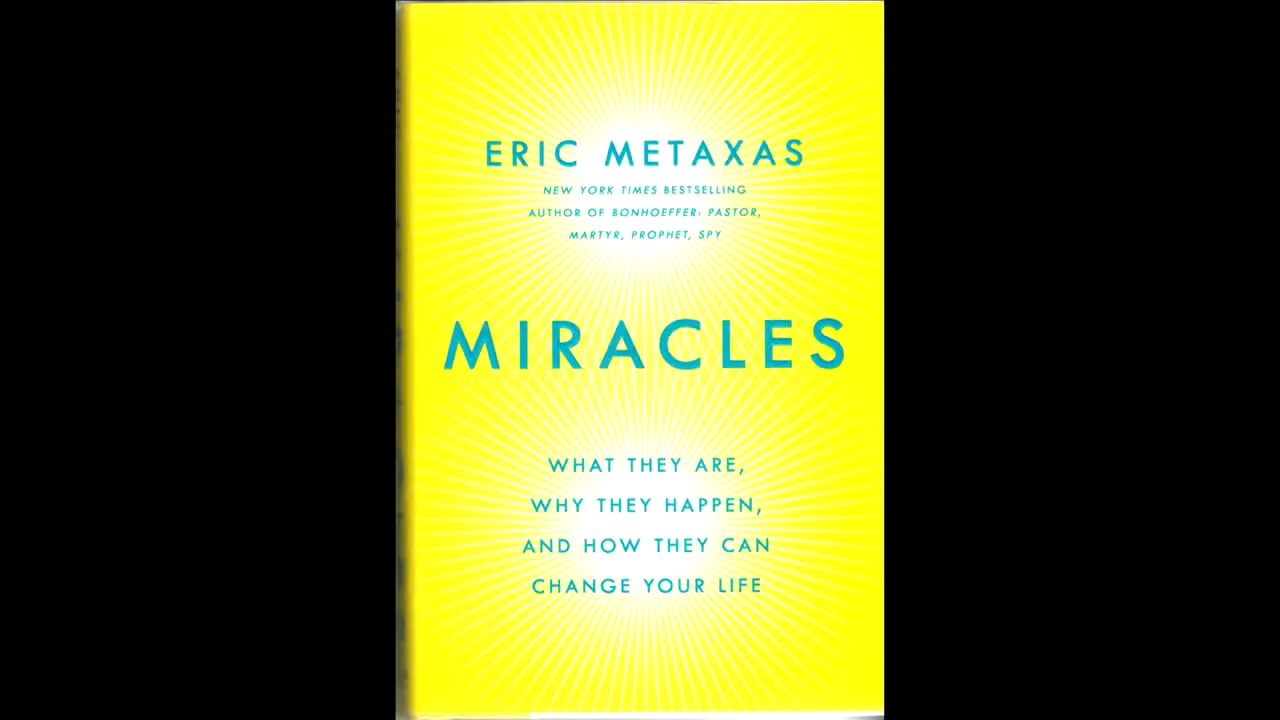 ERIC METAXAS
NEW YORK TIMES BESTSELLING
AUTHOR OF BONHOEFFER: PASTOR,
MARTYR, PROPHET, SPY
MIRACLES
WHAT THEY ARE,
WHY THEY HAPPEN,
AND HOW THEY CAN
CHANGE YOUR LIFE